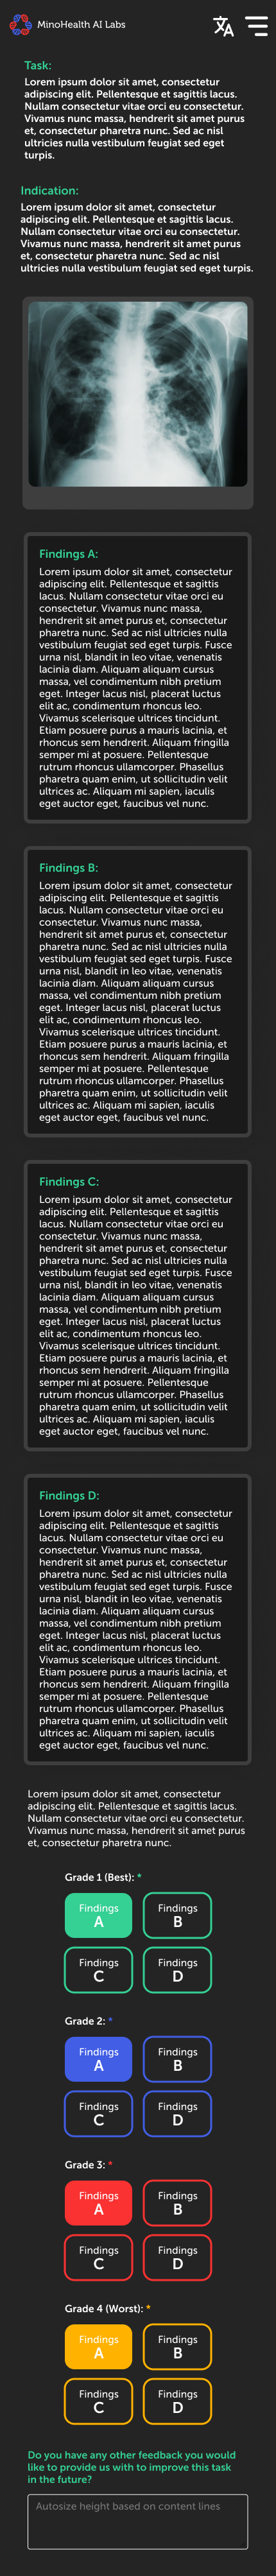 MinoHealth AI Labs
Task:
Lorem ipsum dolor sit amet, consectetur
adipiscing elit. Pellentesque et sagittis lacus.
Nullam consectetur vitae orci eu consectetur.
Vivamus nunc massa, hendrerit sit amet purus
et, consectetur pharetra nunc. Sed ac nisl
ultricies nulla vestibulum feugiat sed eget
turpis.
Indication:
Lorem ipsum dolor sit amet, consectetur
adipiscing elit. Pellentesque et sagittis lacus.
Nullam consectetur vitae orci eu consectetur.
Vivamus nunc massa, hendrerit sit amet purus
et, consectetur pharetra nunc. Sed ac nisl
ultricies nulla vestibulum feugiat sed eget turpis.
Findings A:
Lorem ipsum dolor sit amet, consectetur
adipiscing elit. Pellentesque et sagittis
lacus. Nullam consectetur vitae orci eu
consectetur. Vivamus nunc massa,
hendrerit sit amet purus et, consectetur
pharetra nunc. Sed ac nisl ultricies nulla
vestibulum feugiat sed eget turpis. Fusce
urna nisl, blandit in leo vitae, venenatis
lacinia diam. Aliquam aliquam cursus
massa, vel condimentum nibh pretium
eget. Integer lacus nisl, placerat luctus
elit ac, condimentum rhoncus leo.
Vivamus scelerisque ultrices tincidunt.
Etiam posuere purus a mauris lacinia, et
rhoncus sem hendrerit. Aliquam fringilla
semper mi at posuere. Pellentesque
rutrum rhoncus ullamcorper. Phasellus
pharetra quam enim, ut sollicitudin velit
ultrices ac. Aliquam mi sapien, iaculis
eget auctor eget, faucibus vel nunc.
Findings B:
Lorem ipsum dolor sit amet, consectetur
adipiscing elit. Pellentesque et sagittis
lacus. Nullam consectetur vitae orci eu
consectetur. Vivamus nunc massa,
hendrerit sit amet purus et, consectetur
pharetra nunc. Sed ac nisl ultricies nulla
vestibulum feugiat sed eget turpis. Fusce
urna nisl, blandit in leo vitae, venenatis
lacinia diam. Aliquam aliquam cursus
massa, vel condimentum nibh pretium
eget. Integer lacus nisl, placerat luctus
elit ac, condimentum rhoncus leo.
Vivamus scelerisque ultrices tincidunt.
Etiam posuere purus a mauris lacinia, et
rhoncus sem hendrerit. Aliquam fringilla
semper mi at posuere. Pellentesque
rutrum rhoncus ullamcorper. Phasellus
pharetra quam enim, ut sollicitudin velit
ultrices ac. Aliquam mi sapien, iaculis
eget auctor eget, faucibus vel nunc.
Findings C:
Lorem ipsum dolor sit amet, consectetur
adipiscing elit. Pellentesque et sagittis
lacus. Nullam consectetur vitae orci eu
consectetur. Vivamus nunc massa,
hendrerit sit amet purus et, consectetur
pharetra nunc. Sed ac nisl ultricies nulla
vestibulum feugiat sed eget turpis. Fusce
urna nisl, blandit in leo vitae, venenatis
lacinia diam. Aliquam aliquam cursus
massa, vel condimentum nibh pretium
eget. Integer lacus nisl, placerat luctus
elit ac, condimentum rhoncus leo.
Vivamus scelerisque ultrices tincidunt.
Etiam posuere purus a mauris lacinia, et
rhoncus sem hendrerit. Aliquam fringilla
semper mi at posuere. Pellentesque
rutrum rhoncus ullamcorper. Phasellus
pharetra quam enim, ut sollicitudin velit
ultrices ac. Aliquam mi sapien, iaculis
eget auctor eget, faucibus vel nunc.
Findings D:
Lorem ipsum dolor sit amet, consectetur
adipiscing elit. Pellentesque et sagittis
lacus. Nullam consectetur vitae orci eu
consectetur. Vivamus nunc massa,
hendrerit sit amet purus et, consectetur
pharetra nunc. Sed ac nisl ultricies nulla
vestibulum feugiat sed eget turpis. Fusce
urna nisl, blandit in leo vitae, venenatis
lacinia diam. Aliquam aliquam cursus
massa, vel condimentum nibh pretium
eget. Integer lacus nisl, placerat luctus
elit ac, condimentum rhoncus leo.
Vivamus scelerisque ultrices tincidunt.
Etiam posuere purus a mauris lacinia, et
rhoncus sem hendrerit. Aliquam fringilla
semper mi at posuere. Pellentesque
rutrum rhoncus ullamcorper. Phasellus
pharetra quam enim, ut sollicitudin velit
ultrices ac. Aliquam mi sapien, iaculis
eget auctor eget, faucibus vel nunc.
Lorem ipsum dolor sit amet, consectetur
adipiscing elit. Pellentesque et sagittis lacus.
Nullam consectetur vitae orci eu consectetur.
Vivamus nunc massa, hendrerit sit amet purus
et, consectetur pharetra nunc.
Grade 1 (Best): *
Findings Findings
A B
Findings Findings
C D
Grade 2: *
Findings Findings
A B
Findings Findings
C D
Grade 3: *
Findings Findings
A B
Findings Findings
C D
Grade 4 (Worst): *
Findings Findings
A B
Findings Findings
C D
Do you have any other feedback you would
like to provide us with to improve this task
in the future?
Autosize height based on content lines